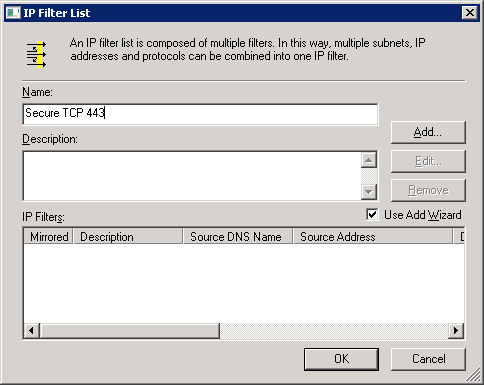 IP Filter List
An IP filter list is composed of multiple filters. In this way, multiple subnets, IP
addresses and protocols can be combined into one IP filter.
Name:
Secure TCP 443
Add...
Description:
Edit...
Remove
IP Filters:
Use Add Wizard
Mirrored Description Source DNS Name Source Address D
OK Cancel